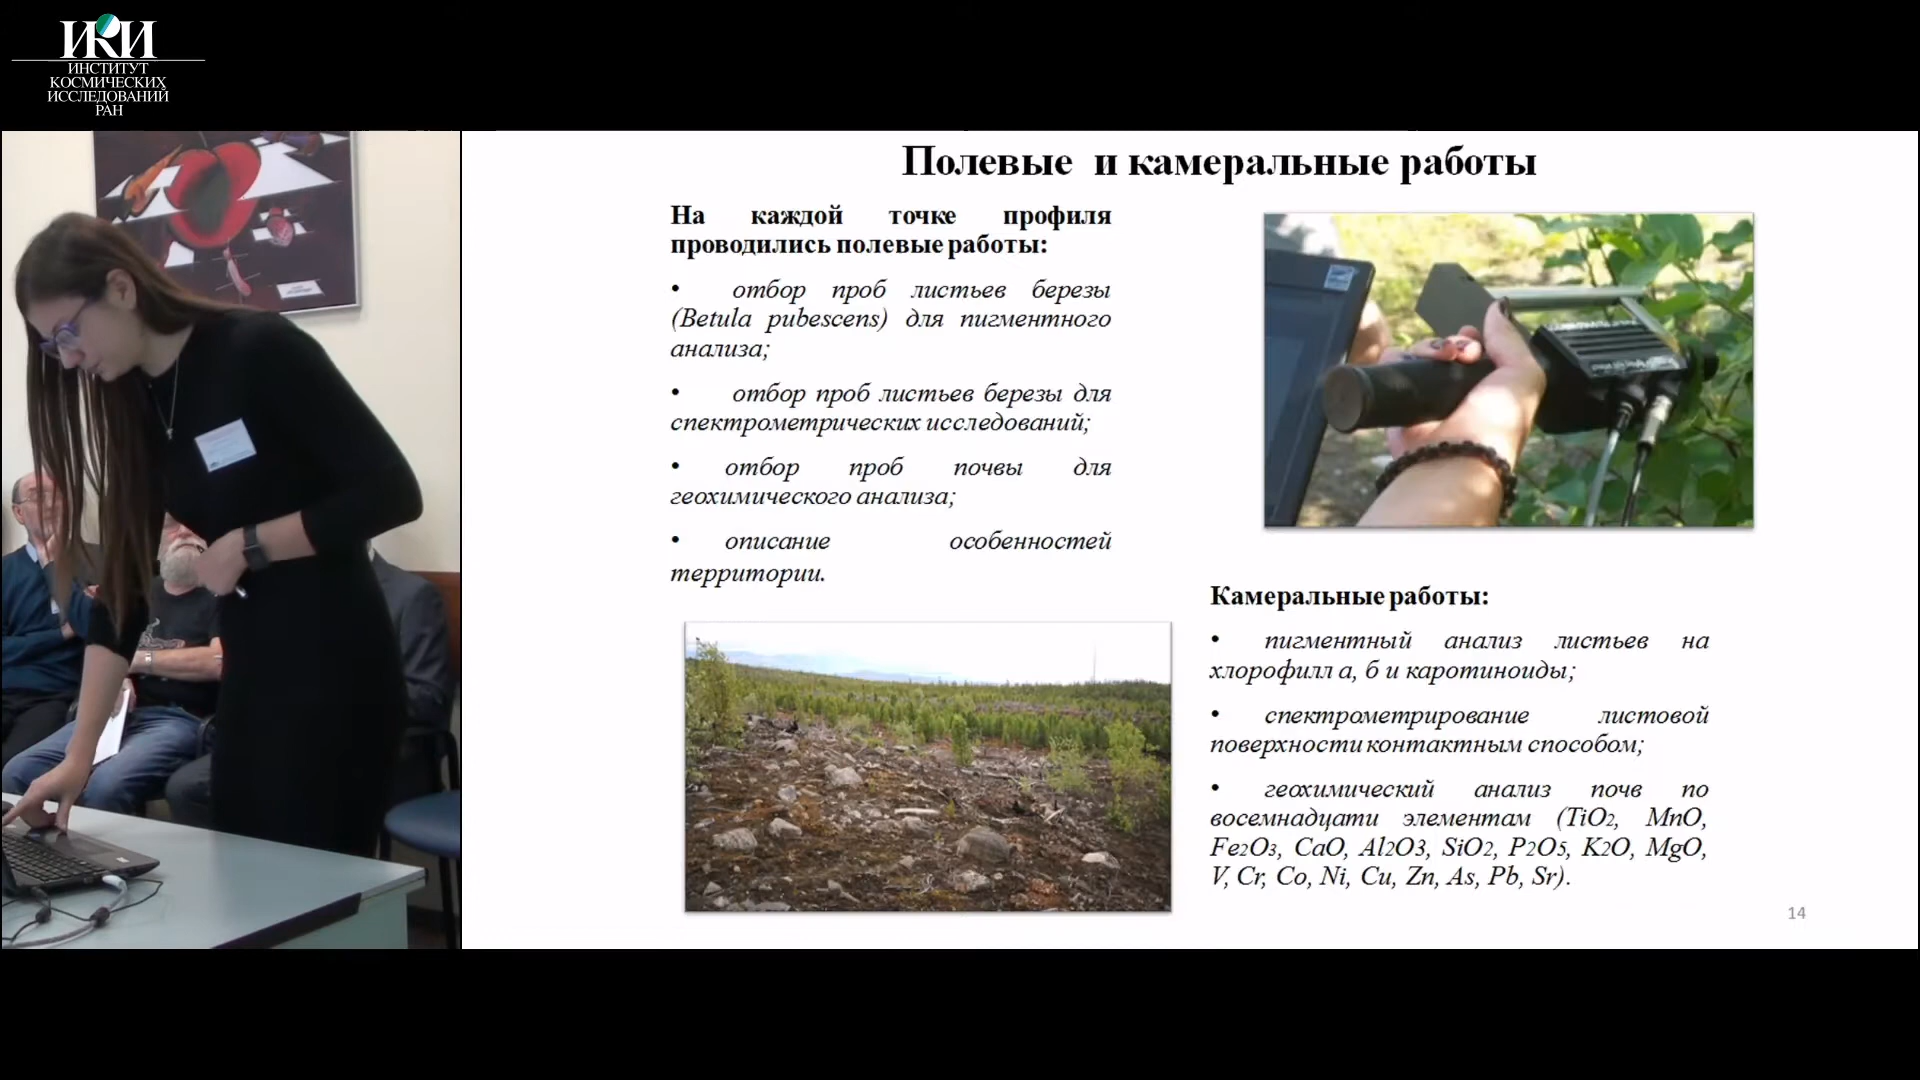 ИКИ
ИНСТИТУТ
КОСМИЧЕСКИХ
ИССЛЕДОВАНИЙ
РАН
Полевые и камеральные работы
На каждой точке профиля
проводились полевые работы:
• отбор проб листьев березы
(Betula pubescens) для пигментного
анализа;
• отбор проб листьев березы для
спектрометрических исследований;
• отбор проб почвы для
геохимического анализа;
• описание особенностей
территории.
Камеральные работы:
• пигментный анализ листьев на
хлорофилл а, б и каротиноиды;
• спектрометрирование листовой
поверхности контактным способом;
• геохимический анализ почв по
восемнадцати элементам (TiO2, MnO,
Fe2O3, CaO, Al2O3, SiO2, P2O5, K2O, MgO,
V, Cr, Co, Ni, Cu, Zn, As, Pb, Sr).
14